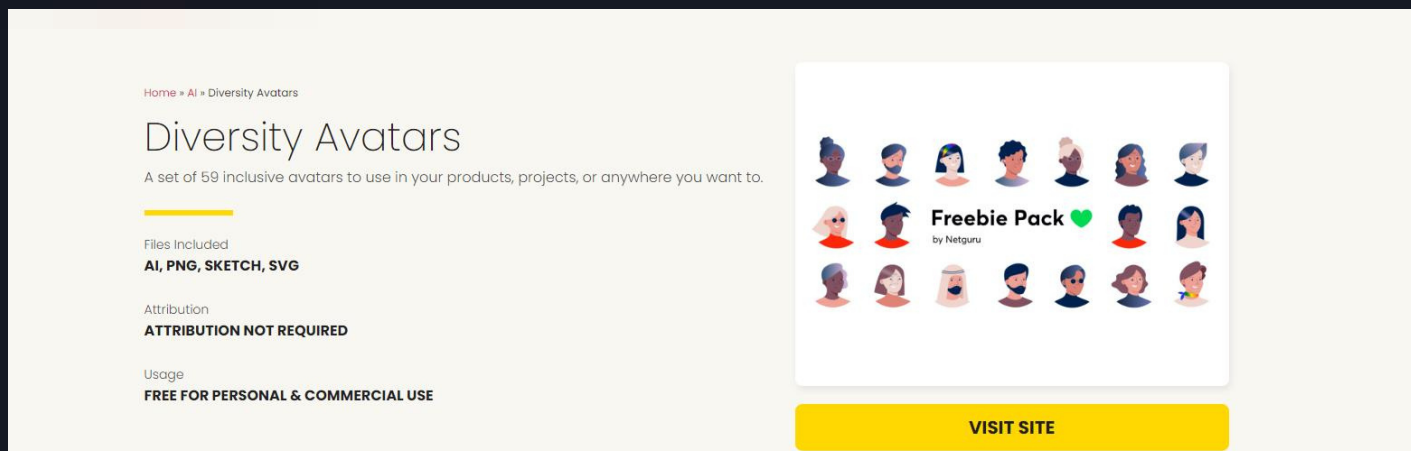 Home » AI » Diversity Avatars
Diversity Avatars
A set of 59 inclusive avatars to use in your products, projects, or anywhere you want to.
Files Included
AI, PNG, SKETCH, SVG
Attribution
ATTRIBUTION NOT REQUIRED
Usage
FREE FOR PERSONAL & COMMERCIAL USE
Freebie Pack
by Netguru
VISIT SITE